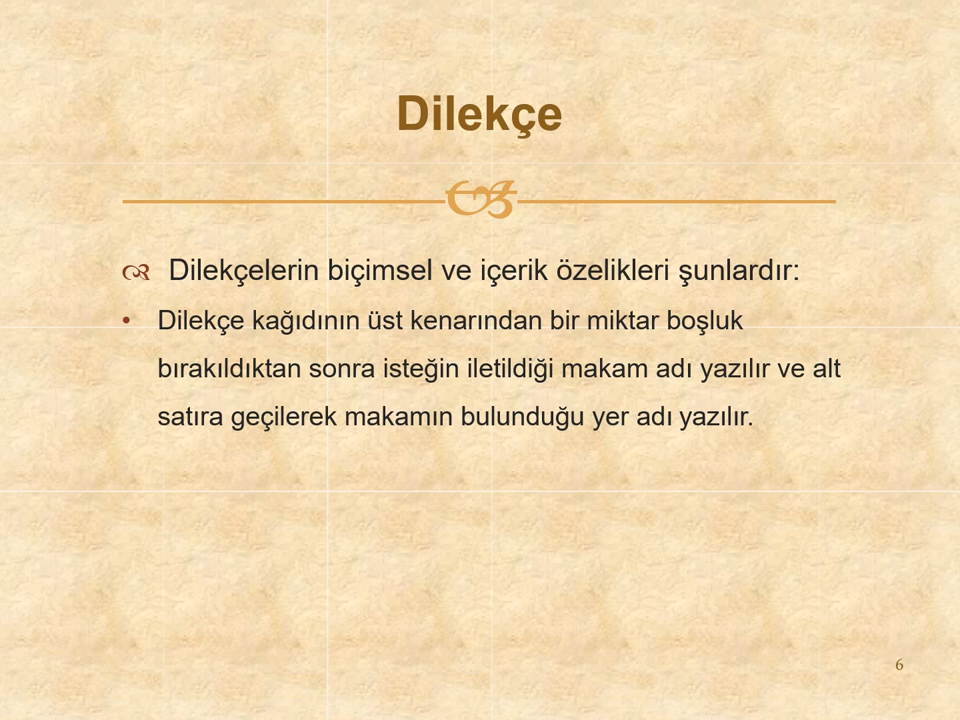 Dilekçe
Dilekçelerin biçimsel ve içerik özelikleri şunlardır:
• Dilekçe kağıdının üst kenarından bir miktar boşluk
bırakıldıktan sonra isteğin iletildiği makam adı yazılır ve alt
satıra geçilerek makamın bulunduğu yer adı yazılır.
6